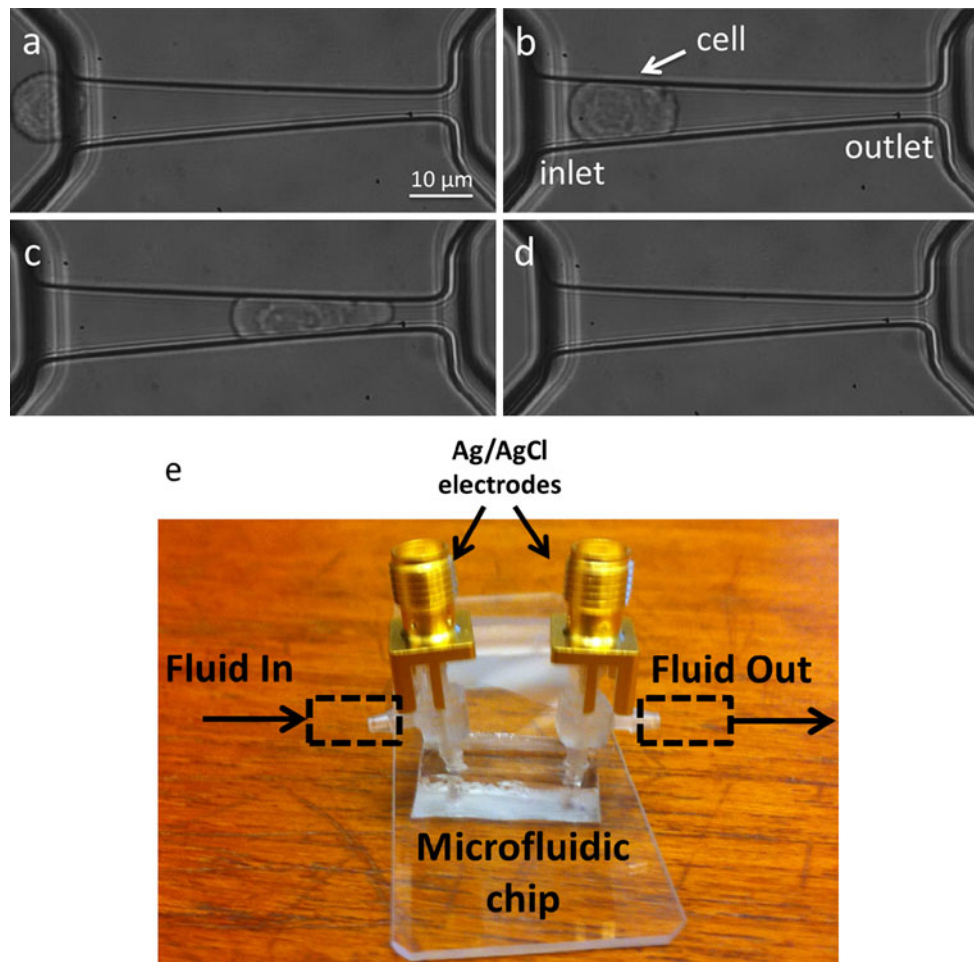 a
b
cell
10 µm
inlet
outlet
c
d
e
Ag/AgCl
electrodes
Fluid In
Fluid Out
Microfluidic
chip